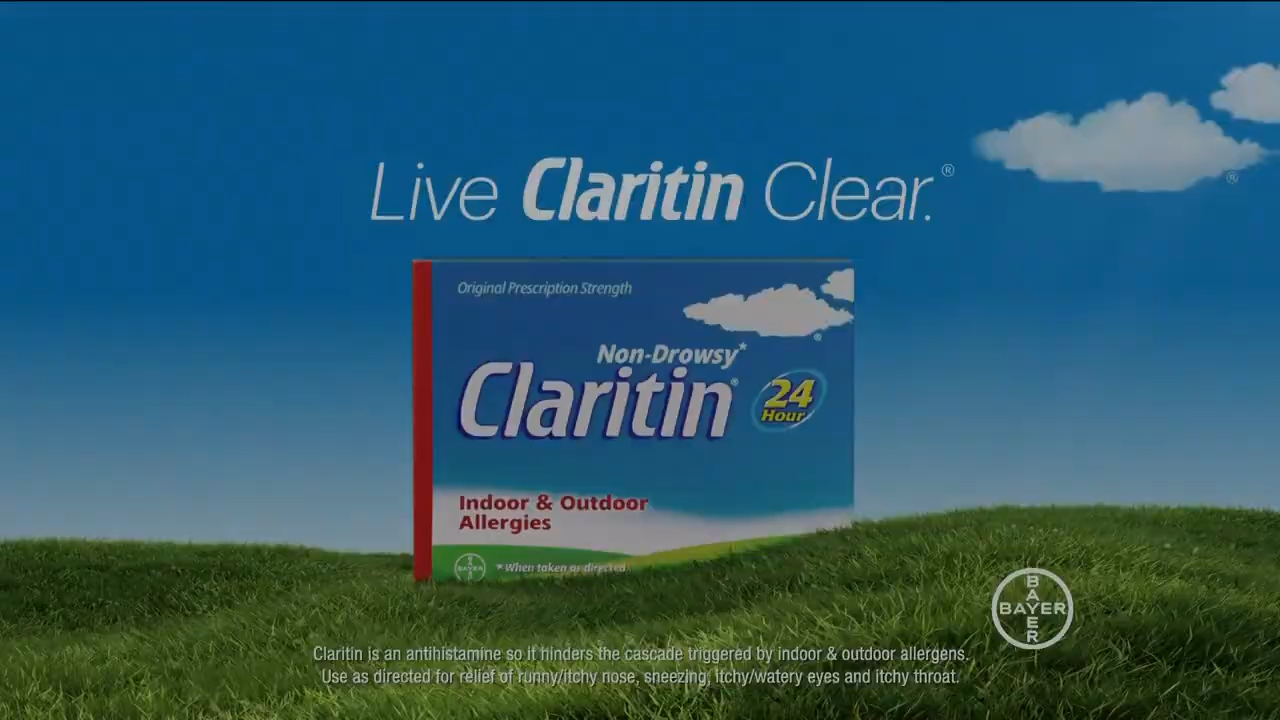 Live Claritin Clear.®
®
Original Prescription Strength
®
Non-Drowsy*
Claritin®
24
Hour
Indoor & Outdoor
Allergies
BAYER
BAYER
*When taken as directed.
BAYER
BAYER
Claritin is an antihistamine so it hinders the cascade triggered by indoor & outdoor allergens.
Use as directed for relief of runny/itchy nose, sneezing, itchy/watery eyes and itchy throat.